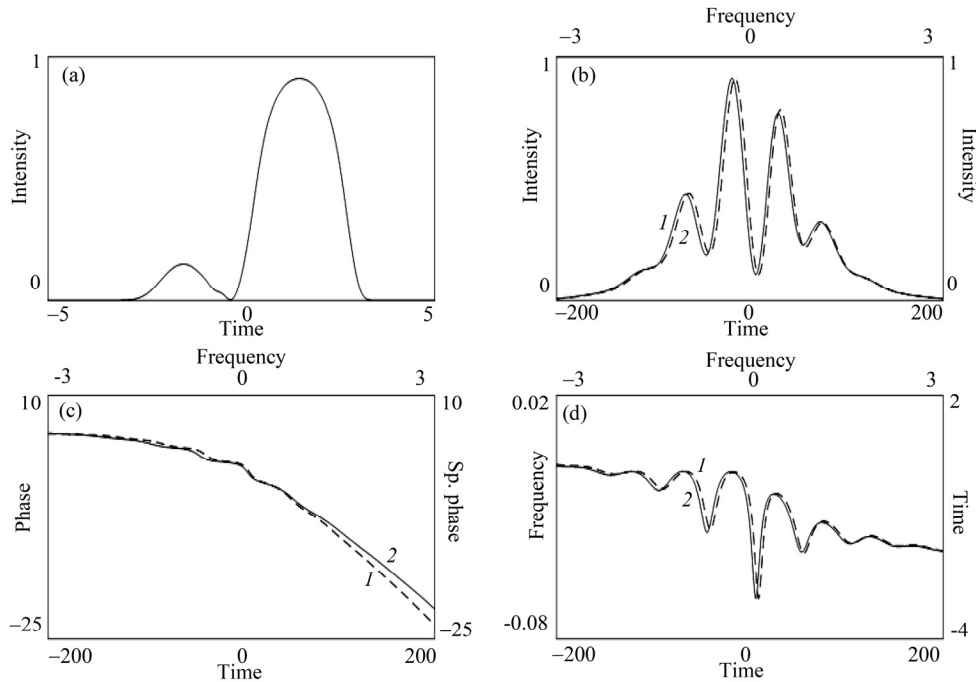 1
(a)
Intensity
0
–5
0
5
Time
Frequency
–3
0
3
1
(b)
1
Intensity
Intensity
1
2
0
0
–200
0
200
Time
Frequency
-3
0
3
10
(c)
10
Phase
Sp. phase
2
1
–25
–25
–200
0
200
Time
Frequency
–3
0
3
0.02
(d)
2
Frequency
Time
1
2
-0.08
-4
–200
0
200
Time